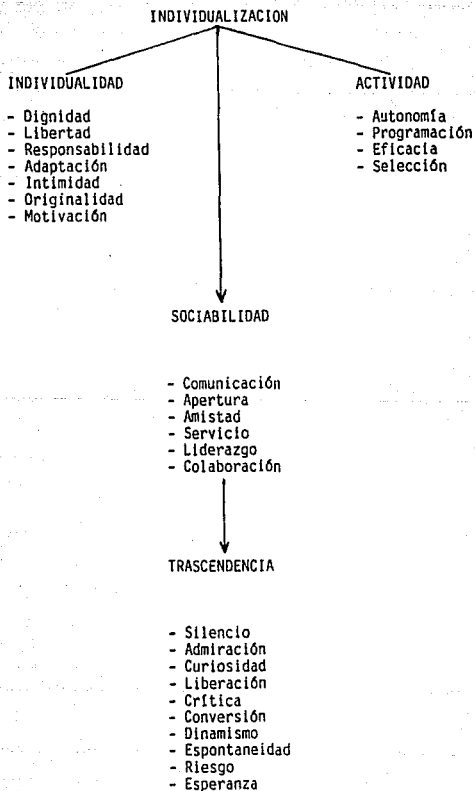 INDIVIDUALIZACION
INDIVIDUALIDAD
- Dignidad
- Libertad
- Responsabilidad
- Adaptación
- Intimidad
- Originalidad
- Motivación
ACTIVIDAD
- Autonomía
- Programación
- Eficacia
- Selección
SOCIABILIDAD
- Comunicación
- Apertura
- Amistad
- Servicio
- Liderazgo
- Colaboración
TRASCENDENCIA
- Silencio
- Admiración
- Curiosidad
- Liberación
- Crítica
- Conversión
- Dinamismo
- Espontaneidad
- Riesgo
- Esperanza